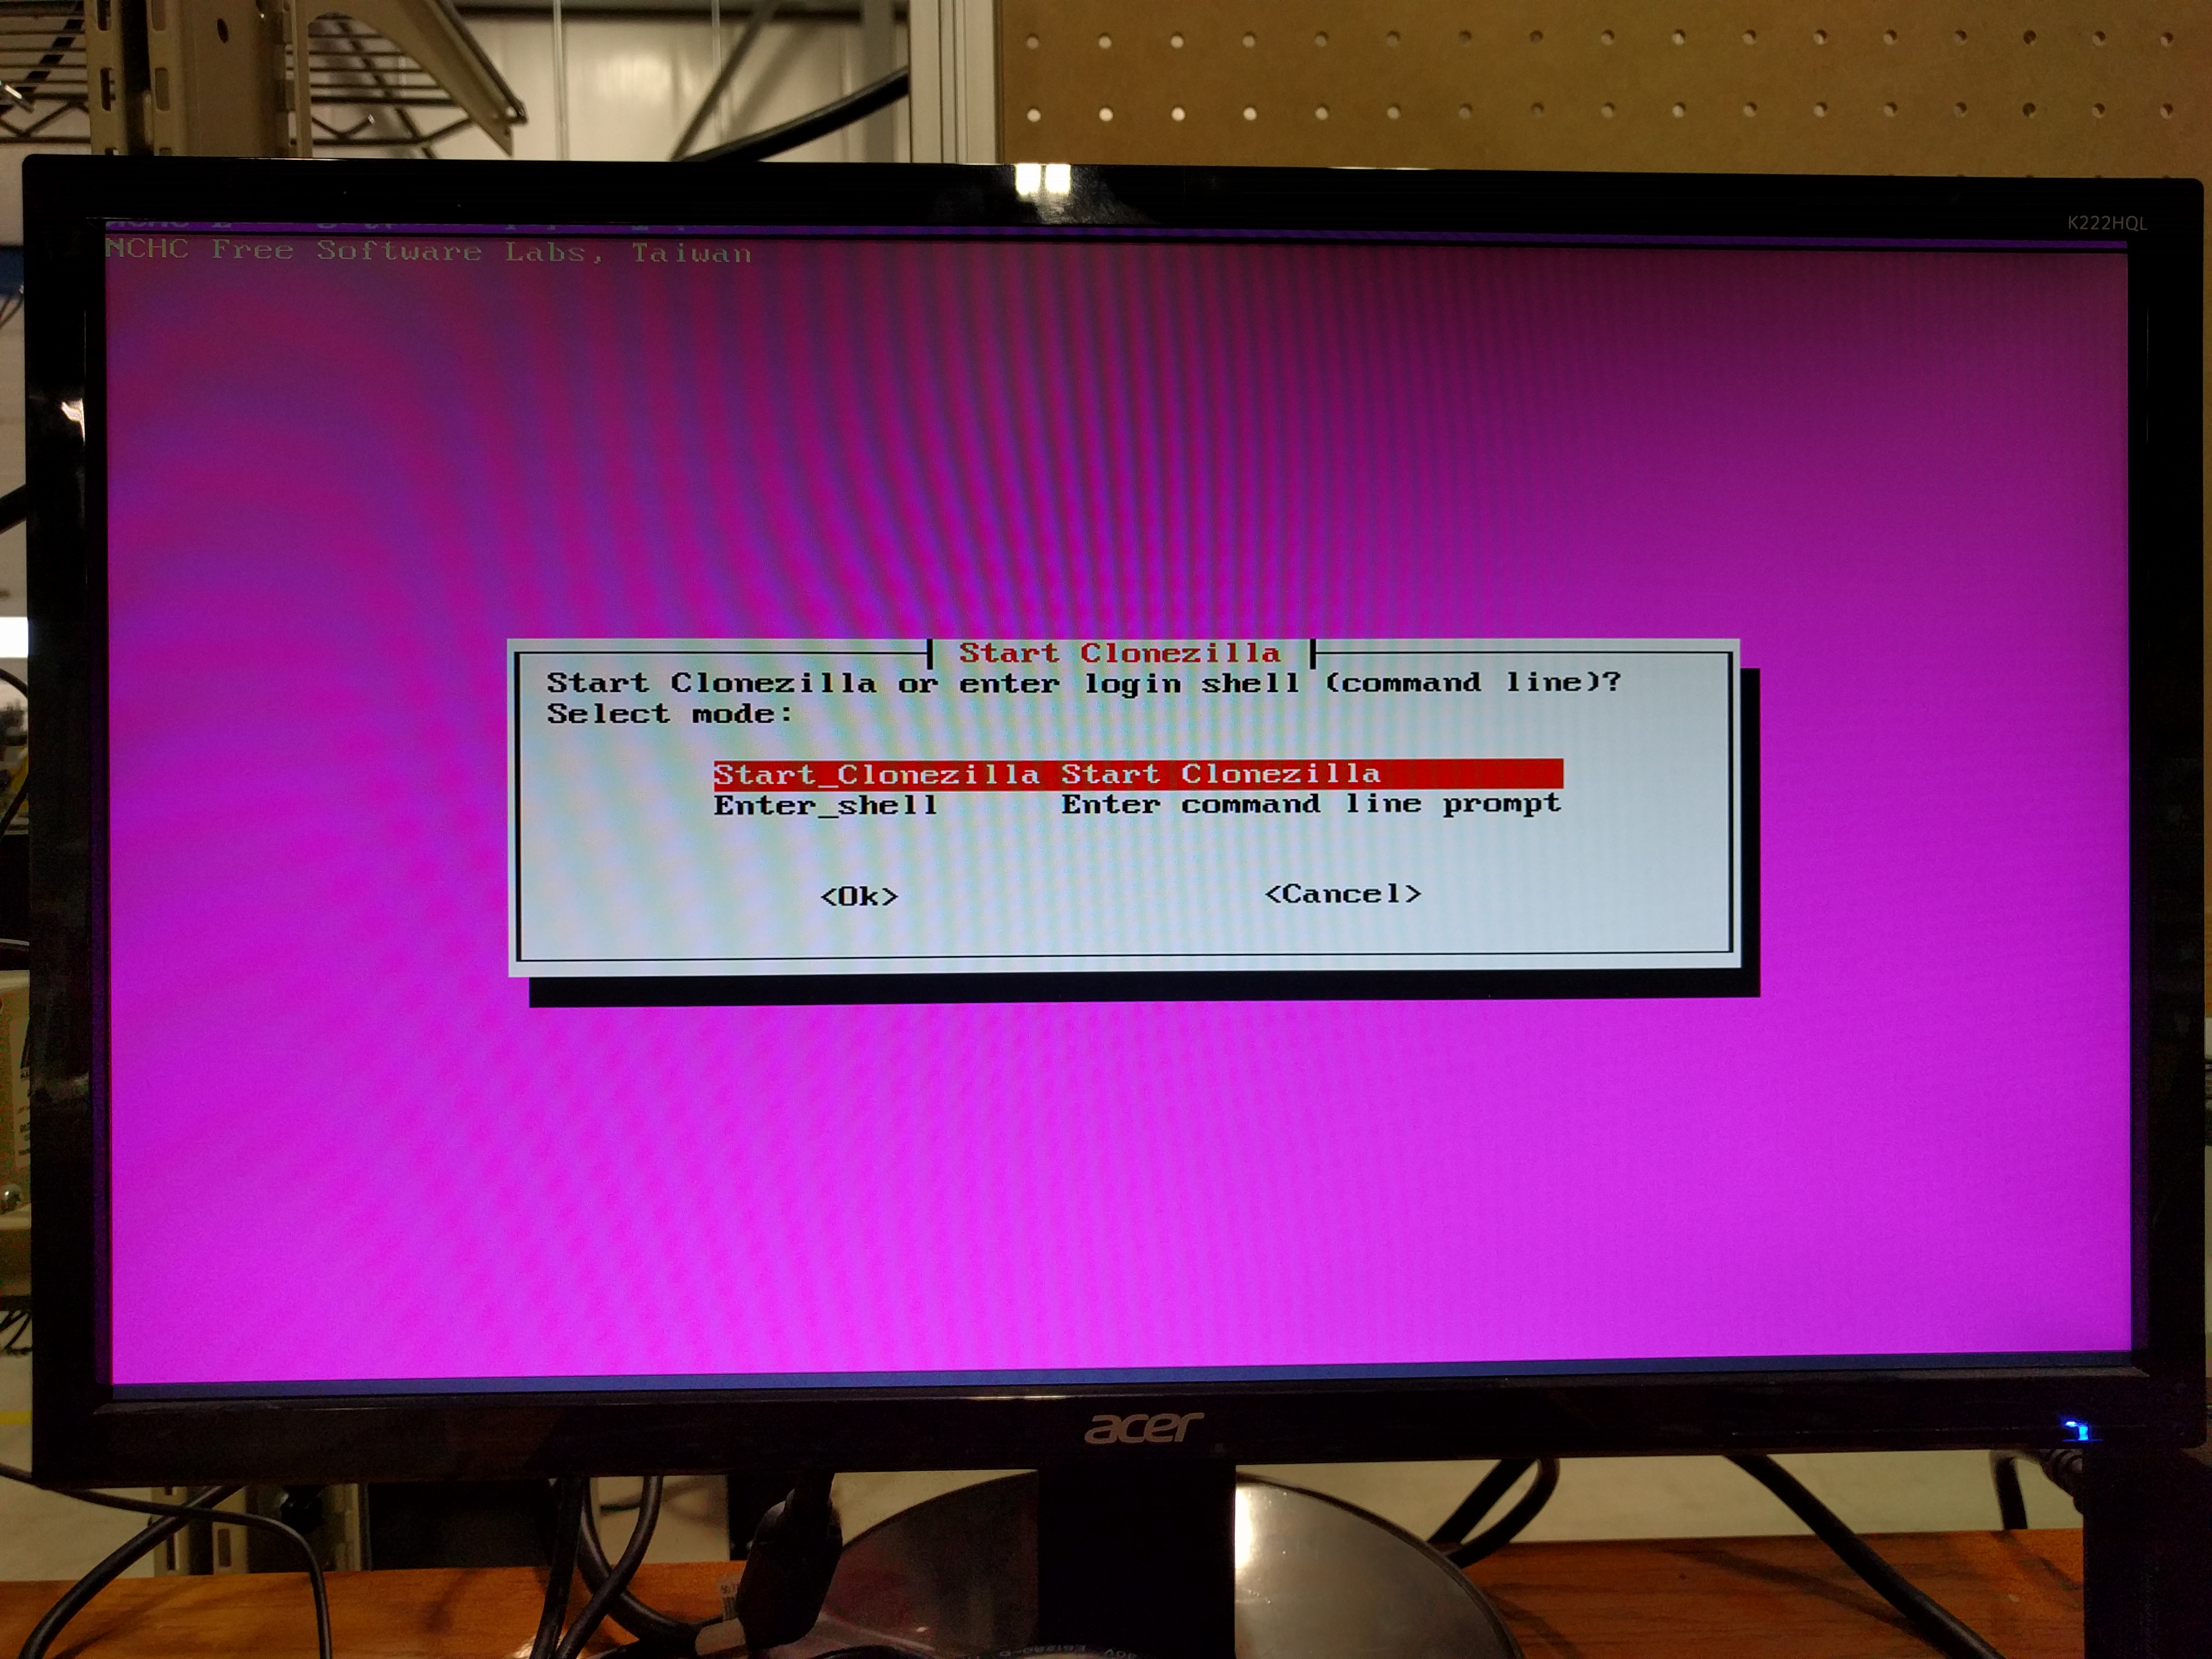 K222HQL
NCHC Free Software Labs, Taiwan
Start Clonezilla
Start Clonezilla or enter login shell (command line)?
Select mode:
Start_Clonezilla Start Clonezilla
Enter_shell Enter command line prompt
<Ok> <Cancel>
acer